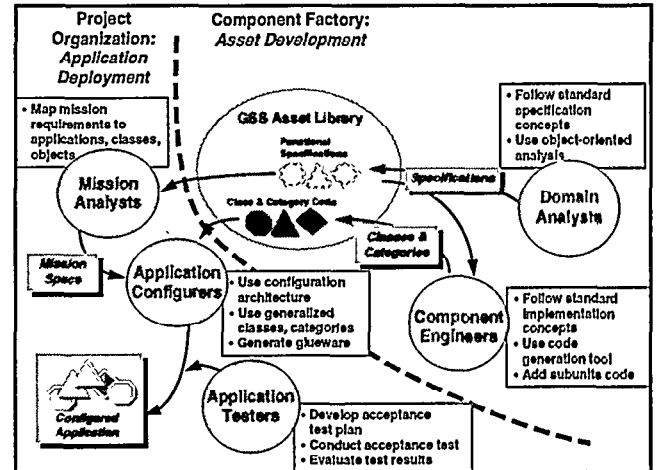 Project
Organization:
Application
Deployment
Component Factory:
Asset Development
• Map mission
requirements to
applications, classes,
objects
Mission
Analysts
Mission
Specs
Application
Configurers
• Use configuration
architecture
• Use generalized
classes, categories
• Generate glueware
Configured
Application
Application
Testers
• Develop acceptance
test plan
• Conduct acceptance test
• Evaluate test results
GSS Asset Library
Functional
Specifications
Class & Category Code
Specifications
Classes &
Categories
• Follow standard
specification
concepts
• Use object-oriented
analysis
Domain
Analysts
Component
Engineers
• Follow standard
implementation
concepts
• Use code
generation tool
• Add subunits code